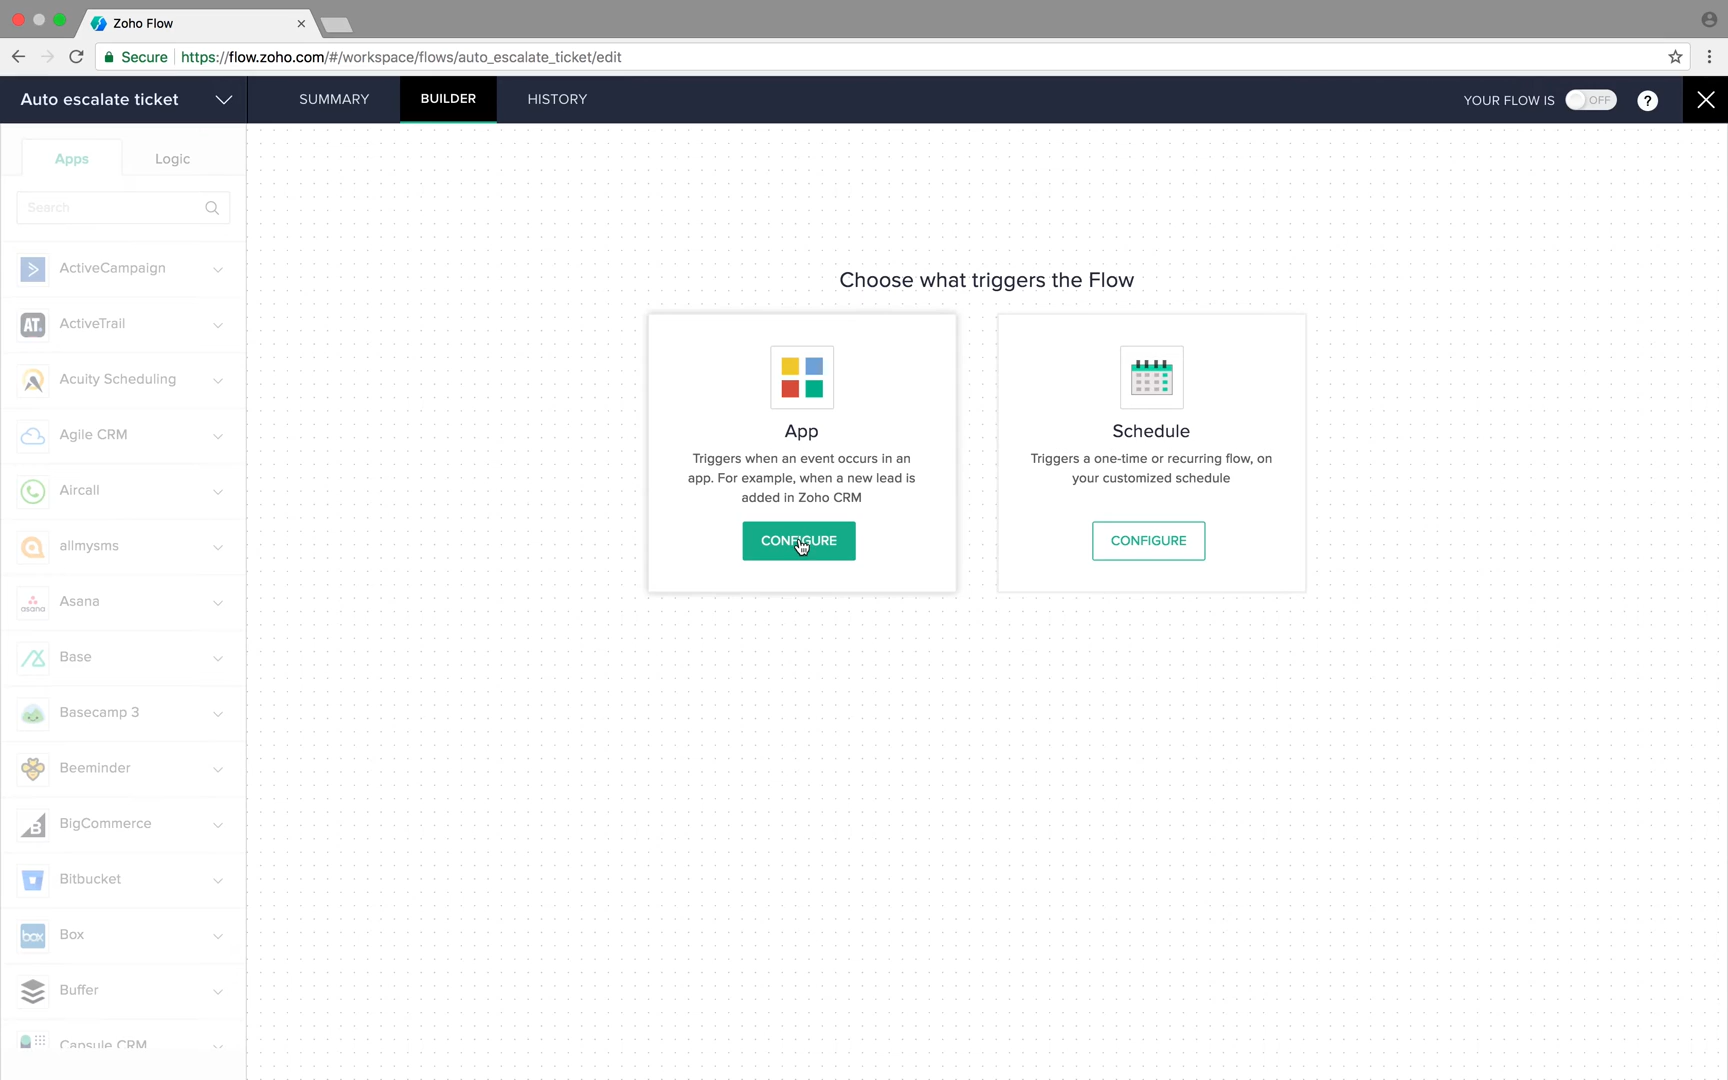 Zoho Flow
Secure
https://flow.zoho.com/#/workspace/flows/auto_escalate_ticket/edit
Auto escalate ticket
SUMMARY
BUILDER
HISTORY
YOUR FLOW IS
OFF
?
Apps
Logic
Search
ActiveCampaign
AT.
ActiveTrail
Acuity Scheduling
Agile CRM
Aircall
allmysms
asana
Asana
Base
Basecamp 3
Beeminder
B
BigCommerce
Bitbucket
box
Box
Buffer
Capsule CRM
Choose what triggers the Flow
App
Triggers when an event occurs in an
app. For example, when a new lead is
added in Zoho CRM
CONFIGURE
Schedule
Triggers a one-time or recurring flow, on
your customized schedule
CONFIGURE